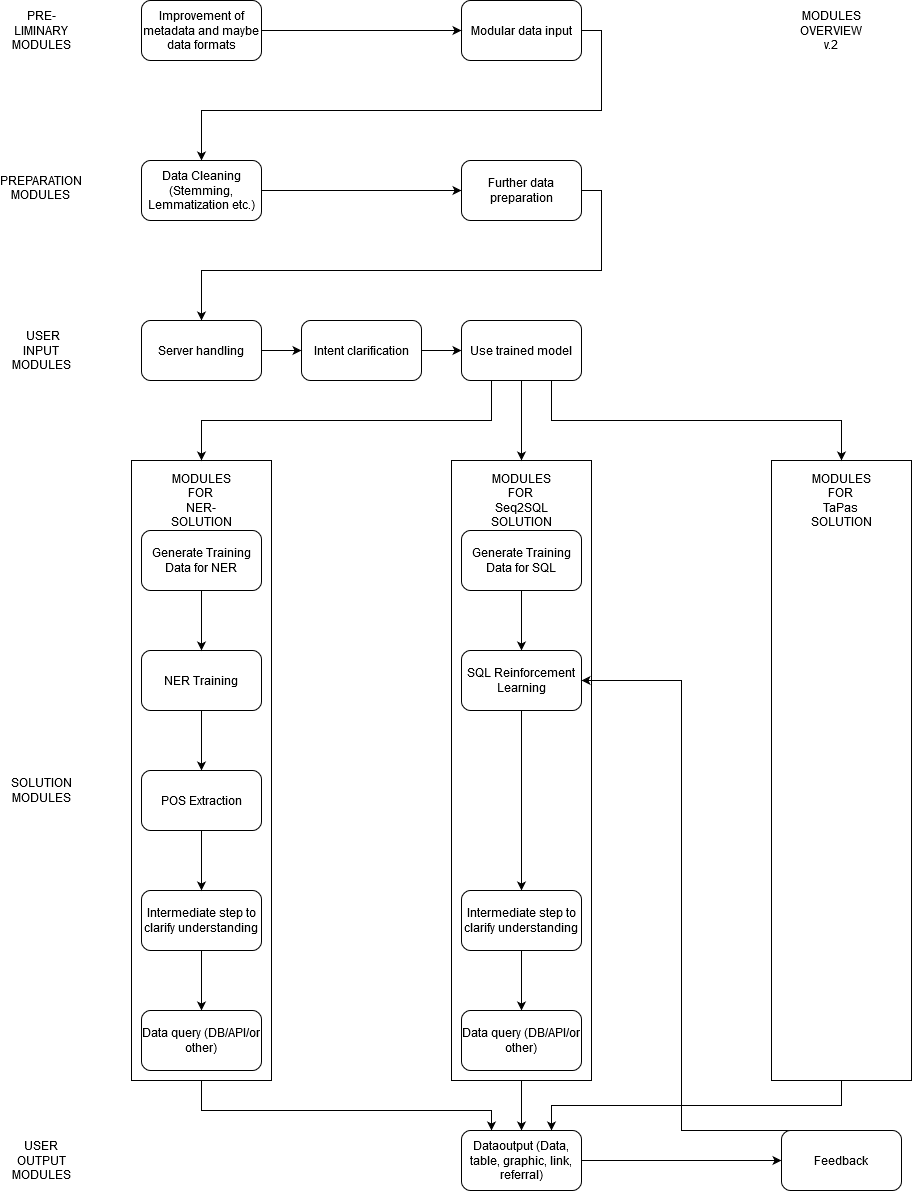 PRE-
LIMINARY
MODULES
Improvement of
metadata and maybe
data formats
Modular data input
MODULES
OVERVIEW
v.2
PREPARATION
MODULES
Data Cleaning
(Stemming,
Lemmatization etc.)
Further data
preparation
USER
INPUT
MODULES
Server handling
Intent clarification
Use trained model
SOLUTION
MODULES
MODULES
FOR
NER-
SOLUTION
Generate Training
Data for NER
NER Training
POS Extraction
Intermediate step to
clarify understanding
Data query (DB/API/or
other)
MODULES
FOR
Seq2SQL
SOLUTION
Generate Training
Data for SQL
SQL Reinforcement
Learning
Intermediate step to
clarify understanding
Data query (DB/API/or
other)
MODULES
FOR
TaPas
SOLUTION
USER
OUTPUT
MODULES
Dataoutput (Data,
table, graphic, link,
referral)
Feedback